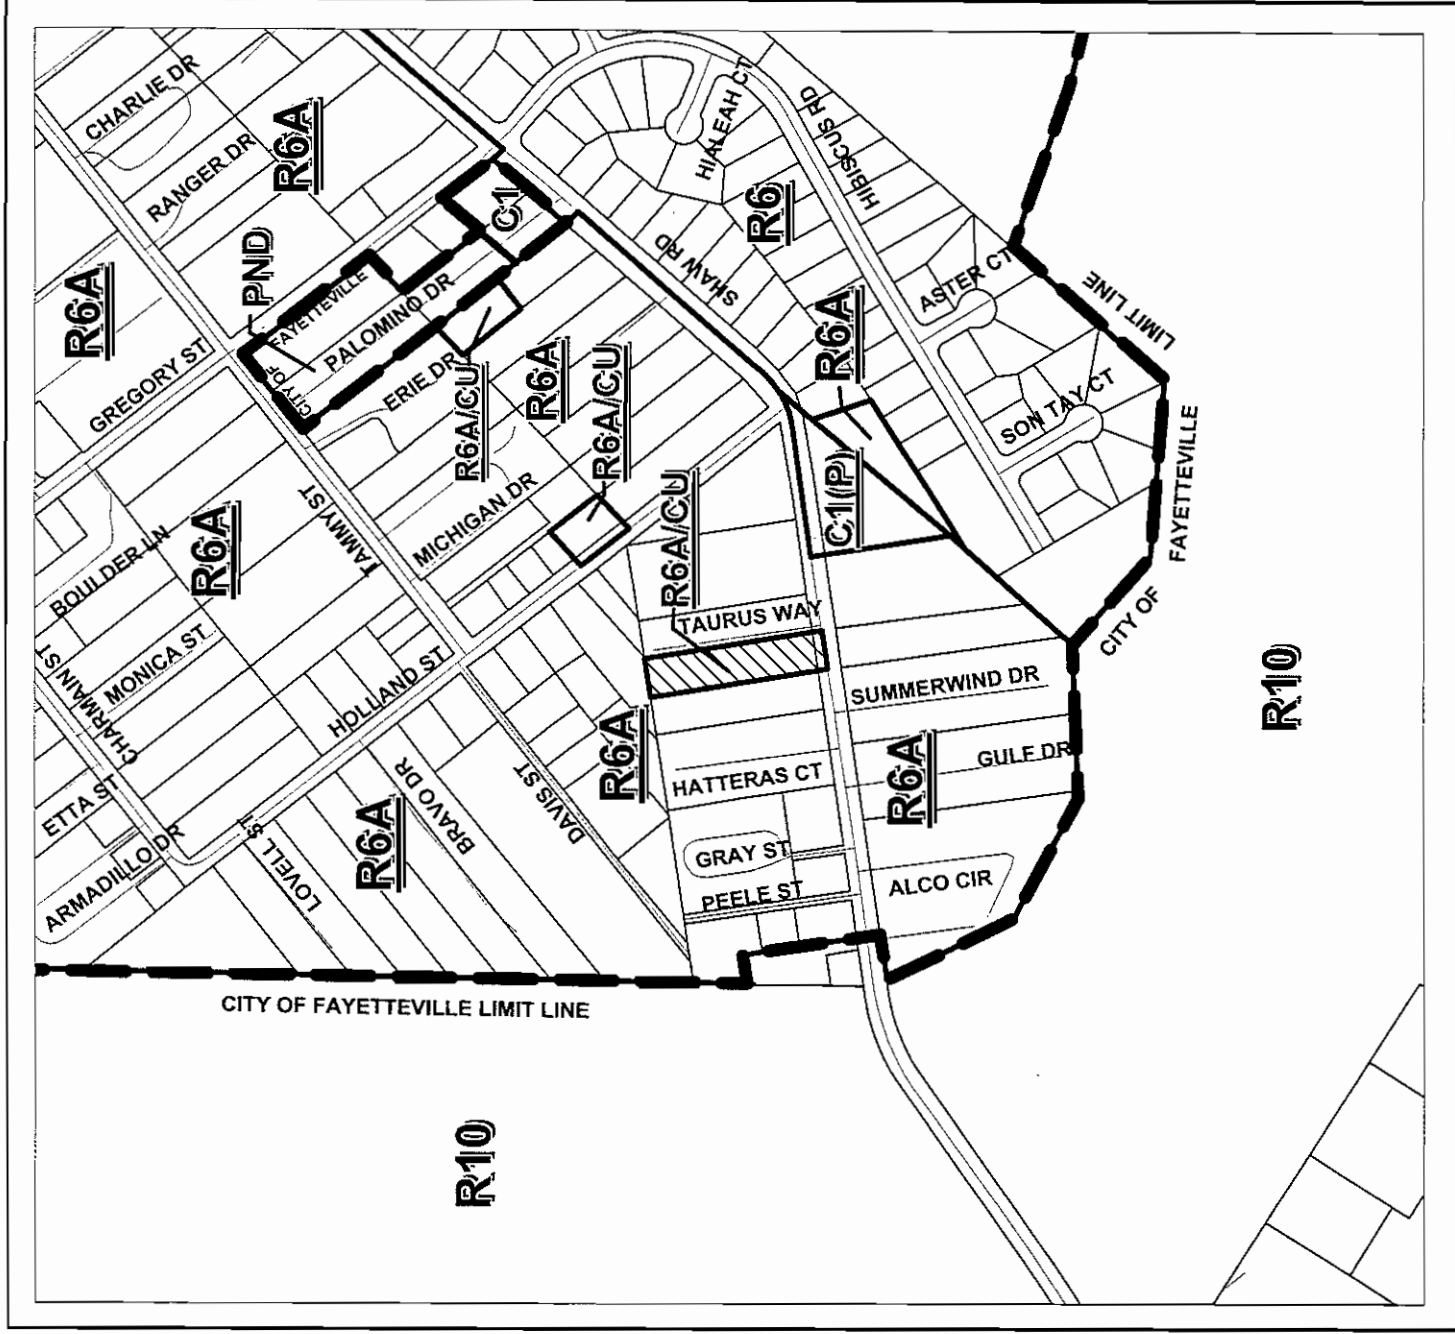 CHARLIE DR
R6A
RANGER DR
HIALEAH CT
HIBISCUS RD
R6
C1
SHAW RD
R6A
PND
CITY OF FAYETTEVILLE
PALOMINO DR
GREGORY ST
ERIE DR
R6A/CU
R6A
R6A/CU
R6A
ASTER CT
LIMIT LINE
SON TAY CT
C1(P)
CITY OF FAYETTEVILLE
TAMMY ST
MICHIGAN DR
R6A/CU
BOULDER LN
R6A
TAURUS WAY
MONICA ST
CHARMAIN ST
HOLLAND ST
SUMMERWIND DR
R10
ETTA ST
R6A
HATTERAS CT
GULF DR
R6A
BRAVO DR
DAVIS ST
ARMADILLO DR
LOVELL ST
R6A
GRAY ST
PEELE ST
ALCO CIR
CITY OF FAYETTEVILLE LIMIT LINE
R10